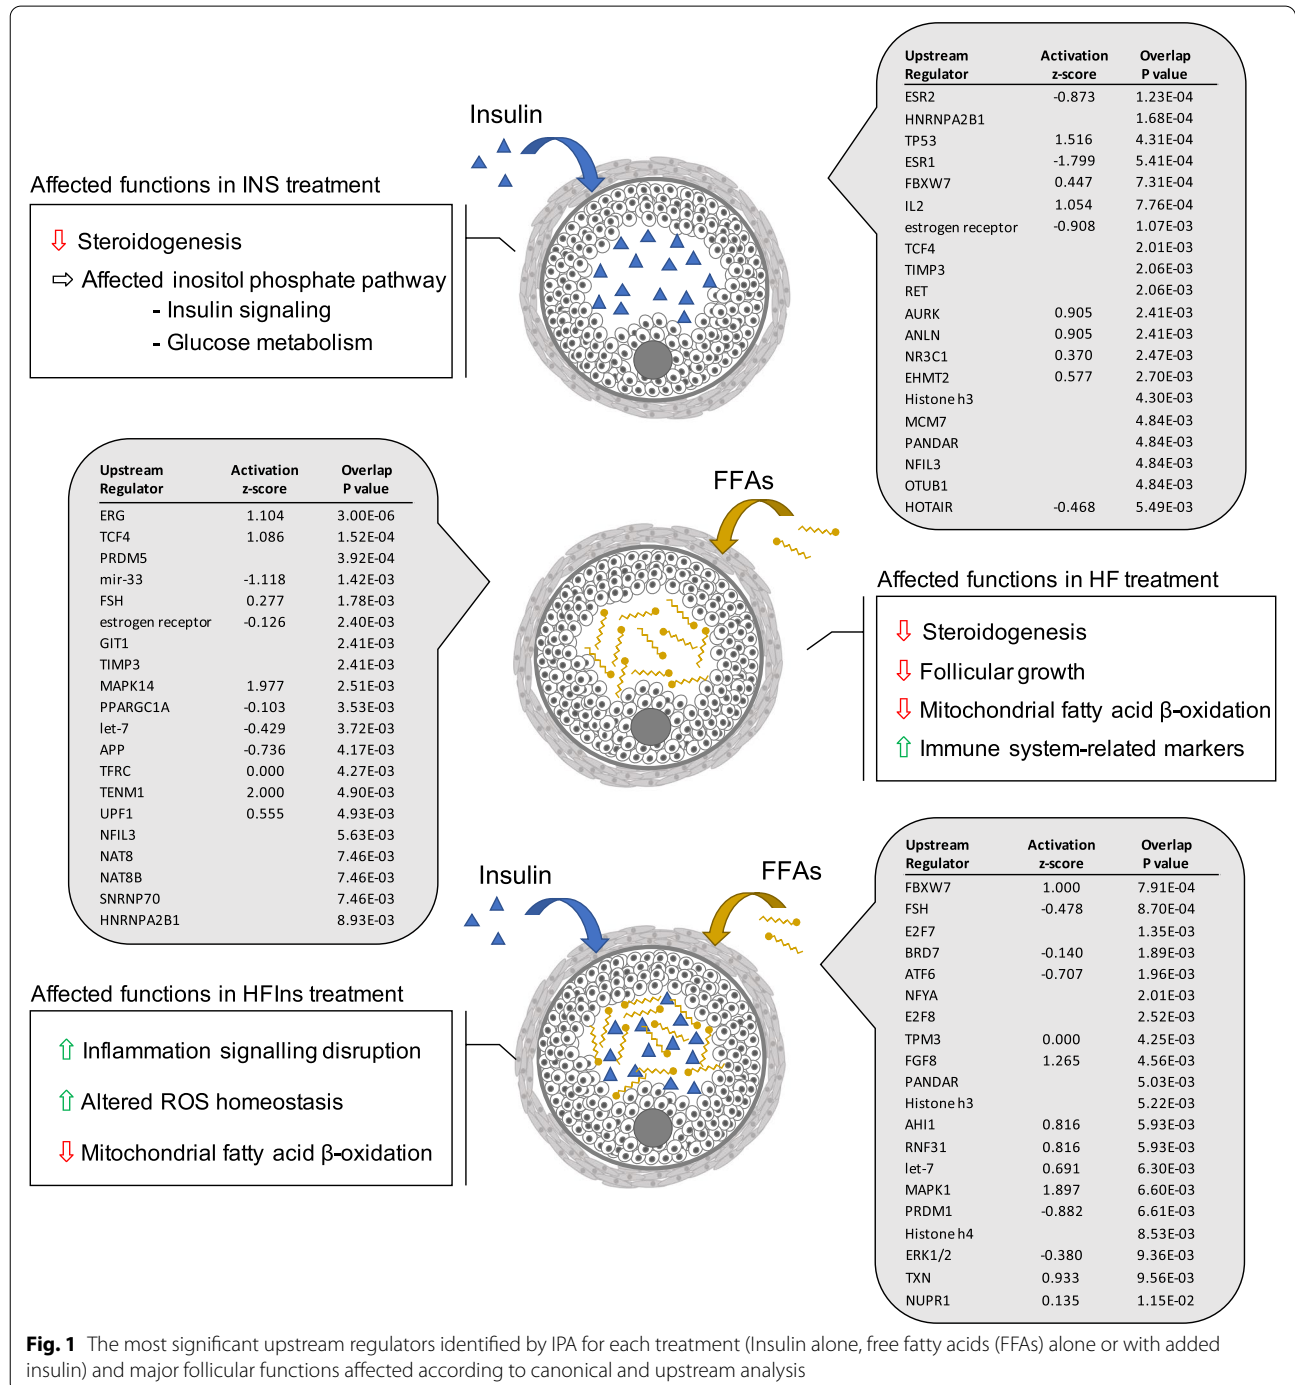 Insulin
Affected functions in INS treatment
Steroidogenesis
Affected inositol phosphate pathway
- Insulin signaling
- Glucose metabolism
Upstream Regulator Activation z-score Overlap P value
ESR2 -0.873 1.23E-04
HNRNPA2B1 1.68E-04
TP53 1.516 4.31E-04
ESR1 -1.799 5.41E-04
FBXW7 0.447 7.31E-04
IL2 1.054 7.76E-04
estrogen receptor -0.908 1.07E-03
TCF4 2.01E-03
TIMP3 2.06E-03
RET 2.06E-03
AURK 0.905 2.41E-03
ANLN 0.905 2.41E-03
NR3C1 0.370 2.47E-03
EHMT2 0.577 2.70E-03
Histone h3 4.30E-03
MCM7 4.84E-03
PANDAR 4.84E-03
NFIL3 4.84E-03
OTUB1 4.84E-03
HOTAIR -0.468 5.49E-03
Upstream Regulator Activation z-score Overlap P value
ERG 1.104 3.00E-06
TCF4 1.086 1.52E-04
PRDM5 3.92E-04
mir-33 -1.118 1.42E-03
FSH 0.277 1.78E-03
estrogen receptor -0.126 2.40E-03
GIT1 2.41E-03
TIMP3 2.41E-03
MAPK14 1.977 2.51E-03
PPARGC1A -0.103 3.53E-03
let-7 -0.429 3.72E-03
APP -0.736 4.17E-03
TFRC 0.000 4.27E-03
TENM1 2.000 4.90E-03
UPF1 0.555 4.93E-03
NFIL3 5.63E-03
NAT8 7.46E-03
NAT8B 7.46E-03
SNRNP70 7.46E-03
HNRNPA2B1 8.93E-03
FFAs
Affected functions in HF treatment
Steroidogenesis
Follicular growth
Mitochondrial fatty acid β-oxidation
Immune system-related markers
Insulin
FFAs
Affected functions in HFIns treatment
Inflammation signalling disruption
Altered ROS homeostasis
Mitochondrial fatty acid β-oxidation
Upstream Regulator Activation z-score Overlap P value
FBXW7 1.000 7.91E-04
FSH -0.478 8.70E-04
E2F7 1.35E-03
BRD7 -0.140 1.89E-03
ATF6 -0.707 1.96E-03
NFYA 2.01E-03
E2F8 2.52E-03
TPM3 0.000 4.25E-03
FGF8 1.265 4.56E-03
PANDAR 5.03E-03
Histone h3 5.22E-03
AHI1 0.816 5.93E-03
RNF31 0.816 5.93E-03
let-7 0.691 6.30E-03
MAPK1 1.897 6.60E-03
PRDM1 -0.882 6.61E-03
Histone h4 8.53E-03
ERK1/2 -0.380 9.36E-03
TXN 0.933 9.56E-03
NUPR1 0.135 1.15E-02
Fig. 1 The most significant upstream regulators identified by IPA for each treatment (Insulin alone, free fatty acids (FFAs) alone or with added
insulin) and major follicular functions affected according to canonical and upstream analysis